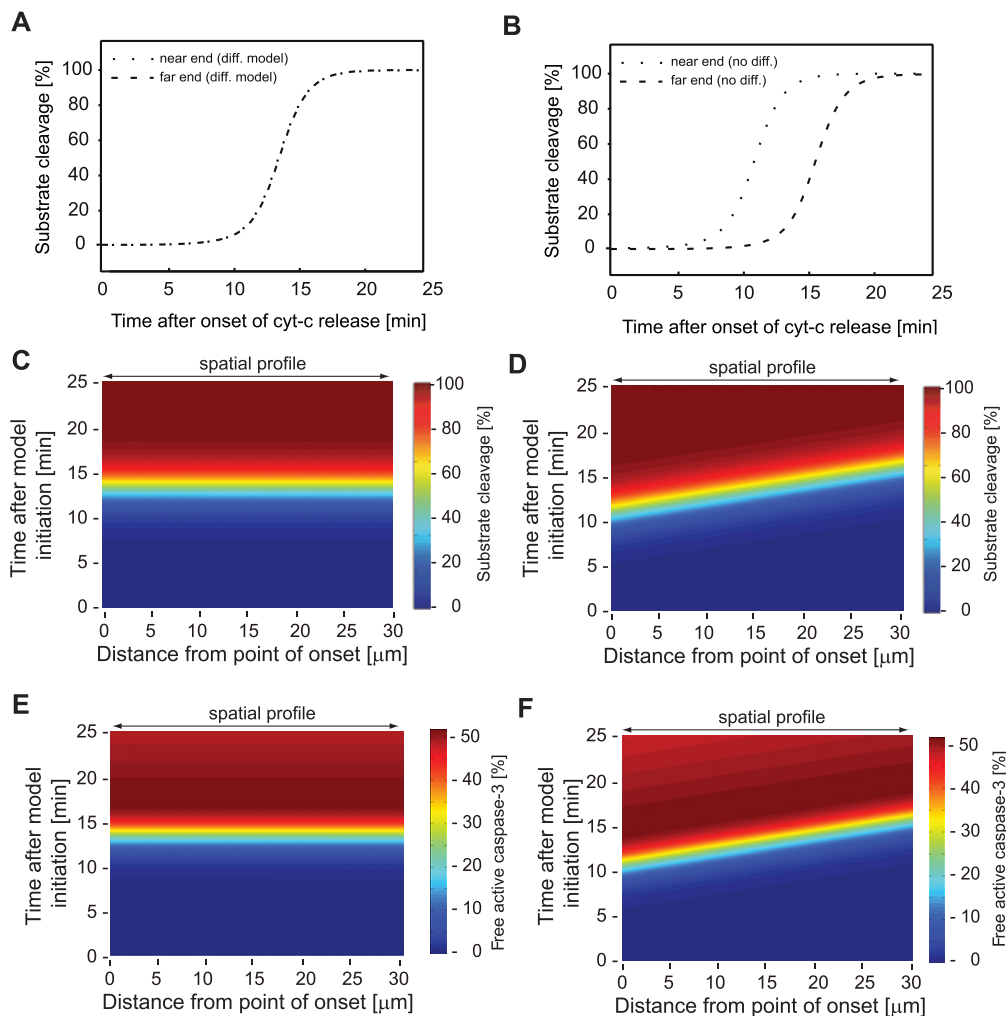 A
near end (diff. model)
far end (diff. model)
Substrate cleavage [%]
100
80
60
40
20
0
0 5 10 15 20 25
Time after onset of cyt-c release [min]
B
near end (no diff.)
far end (no diff.)
Substrate cleavage [%]
100
80
60
40
20
0
0 5 10 15 20 25
Time after onset of cyt-c release [min]
C
spatial profile
Time after model
initiation [min]
25
20
15
10
5
0
0 5 10 15 20 25 30
Distance from point of onset [μm]
100
80
60
40
20
0
Substrate cleavage [%]
D
spatial profile
Time after model
initiation [min]
25
20
15
10
5
0
0 5 10 15 20 25 30
Distance from point of onset [μm]
100
80
60
40
20
0
Substrate cleavage [%]
E
spatial profile
Time after model
initiation [min]
25
20
15
10
5
0
0 5 10 15 20 25 30
Distance from point of onset [μm]
50
40
30
20
10
0
Free active caspase-3 [%]
F
spatial profile
Time after model
initiation [min]
25
20
15
10
5
0
0 5 10 15 20 25 30
Distance from point of onset [μm]
50
40
30
20
10
0
Free active caspase-3 [%]